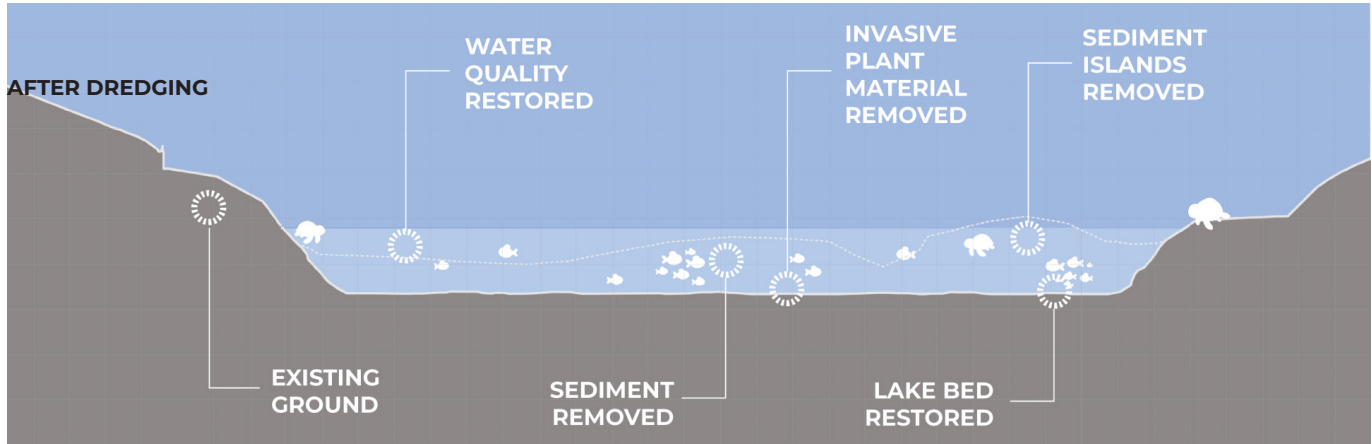 AFTER DREDGING
WATER
QUALITY
RESTORED
INVASIVE
PLANT
MATERIAL
REMOVED
SEDIMENT
ISLANDS
REMOVED
EXISTING
GROUND
SEDIMENT
REMOVED
LAKE BED
RESTORED